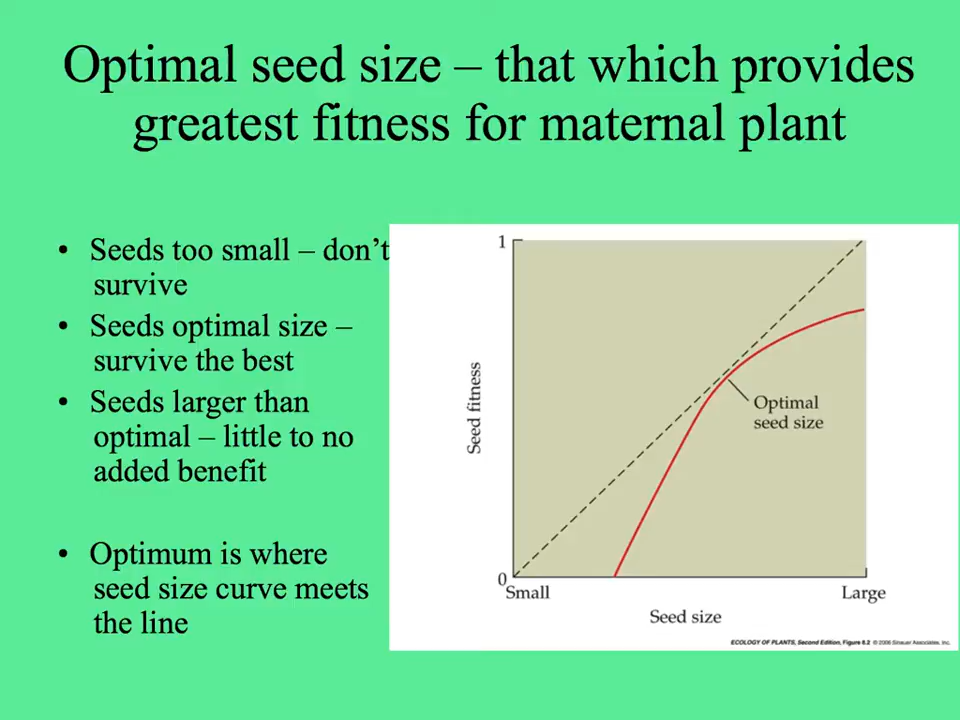 Optimal seed size – that which provides
greatest fitness for maternal plant
• Seeds too small – don’t
survive
• Seeds optimal size –
survive the best
• Seeds larger than
optimal – little to no
added benefit
• Optimum is where
seed size curve meets
the line
1
Seed fitness
Optimal
seed size
0
Small
Large
Seed size
ECOLOGY OF PLANTS, Second Edition, Figure 8.2 © 2006 Sinauer Associates, Inc.